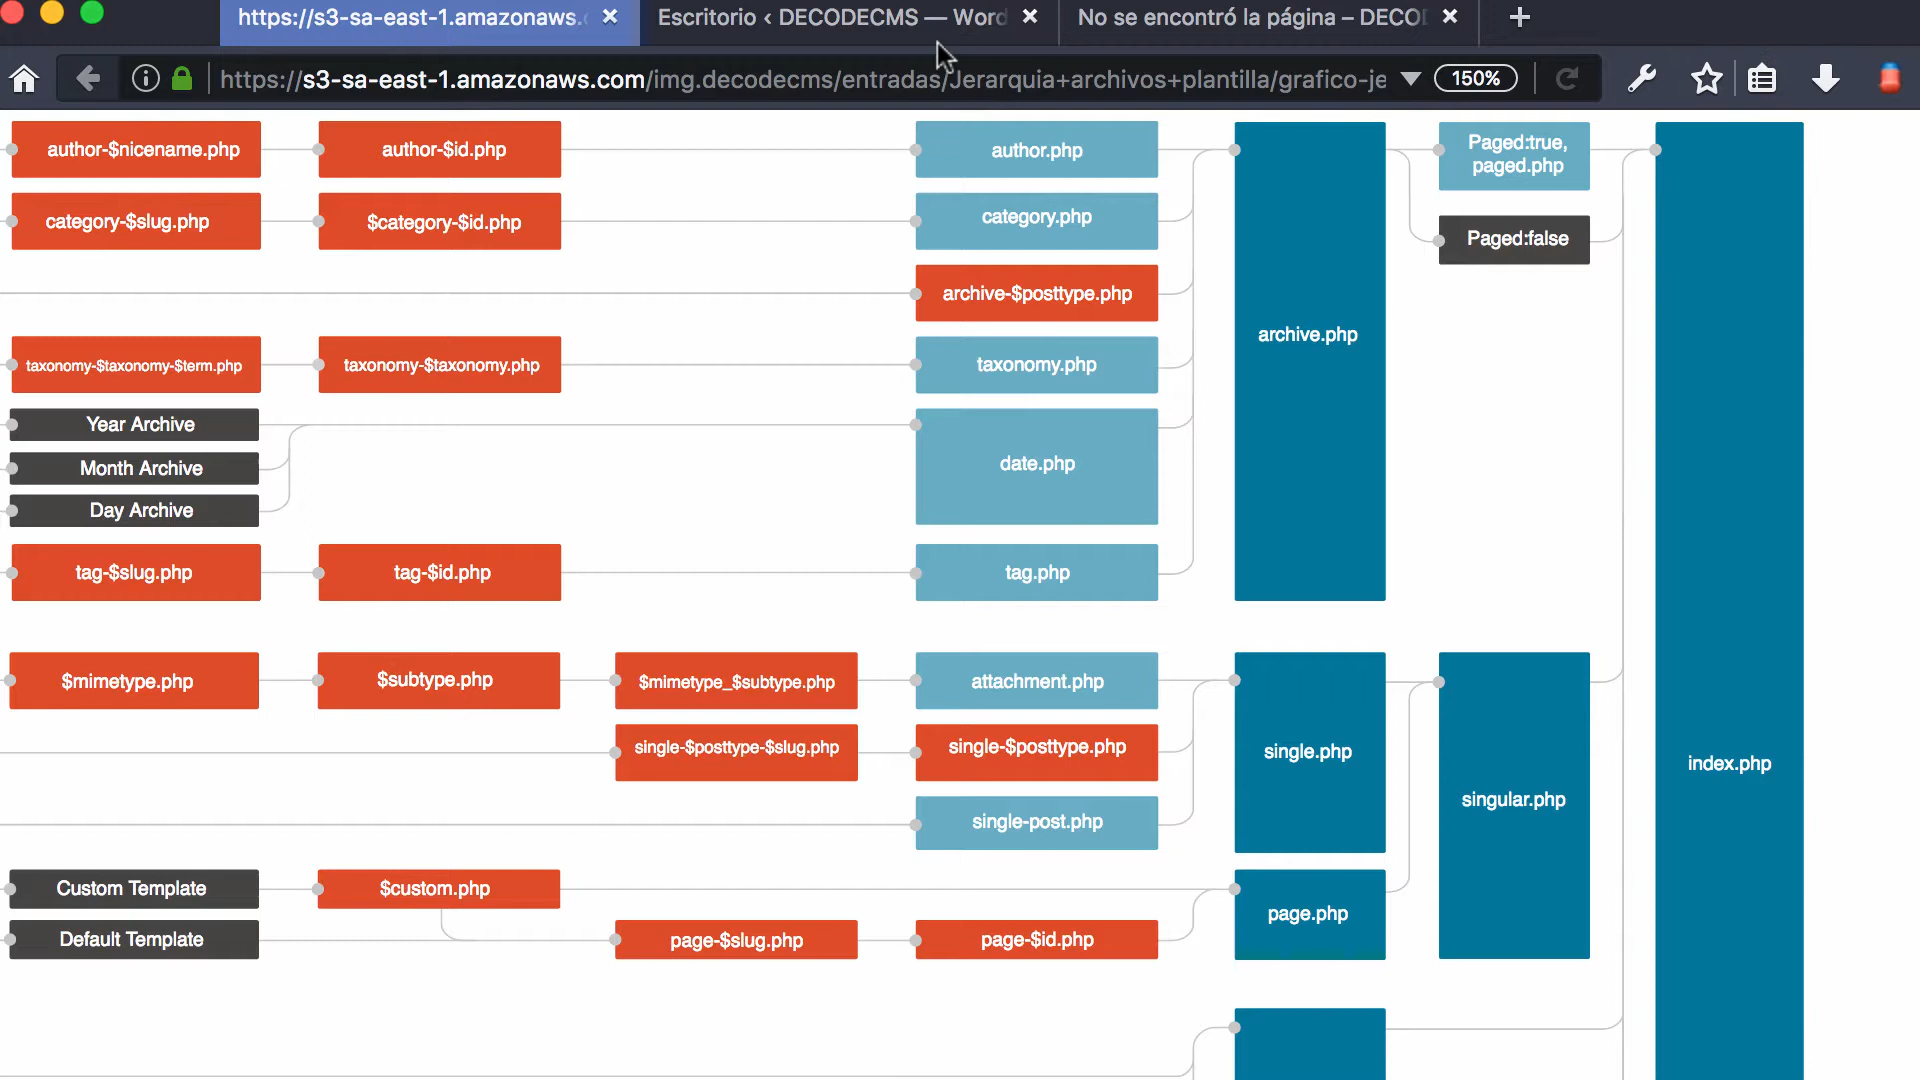 https://s3-sa-east-1.amazonaws.
Escritorio ‹ DECODECMS — Word
No se encontró la página – DECO
https://s3-sa-east-1.amazonaws.com/img.decodecms/entradas/Jerarquia+archivos+plantilla/grafico-je
150%
author-$nicename.php
author-$id.php
author.php
Paged:true,
paged.php
category-$slug.php
$category-$id.php
category.php
Paged:false
archive-$posttype.php
archive.php
taxonomy-$taxonomy-$term.php
taxonomy-$taxonomy.php
taxonomy.php
Year Archive
Month Archive
date.php
Day Archive
tag-$slug.php
tag-$id.php
tag.php
$mimetype.php
$subtype.php
$mimetype_$subtype.php
attachment.php
single-$posttype-$slug.php
single-$posttype.php
single.php
index.php
single-post.php
singular.php
Custom Template
$custom.php
page.php
Default Template
page-$slug.php
page-$id.php